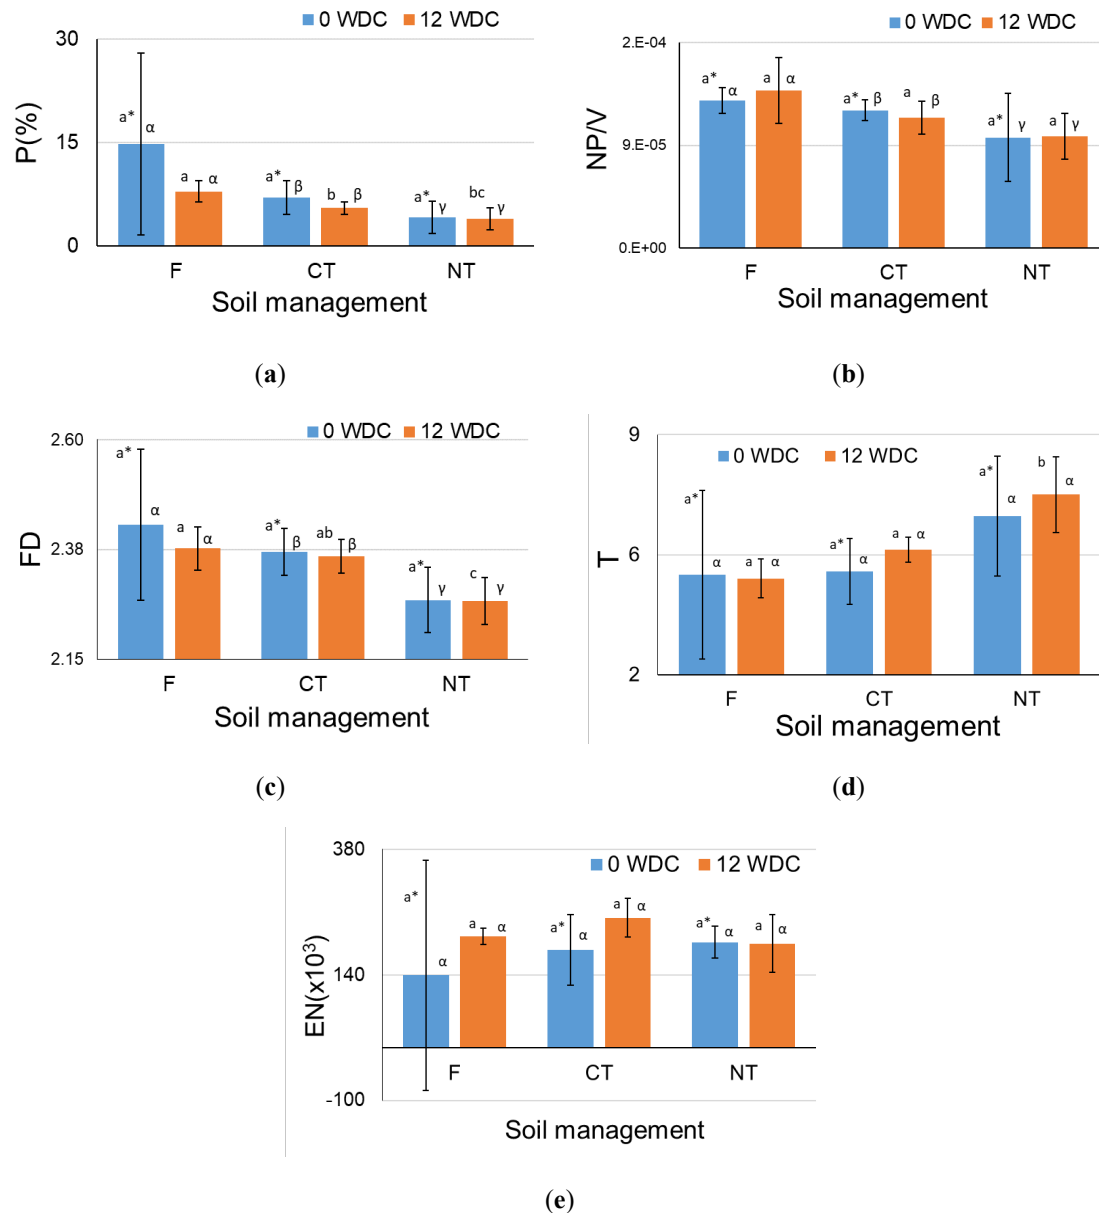 0 WDC 12 WDC
30
15
0
P(%)
a* α a α a* β b β a* γ bc γ
F CT NT
Soil management
(a)
0 WDC 12 WDC
2.E-04
9.E-05
0.E+00
NP/V
a* α a α a* β a β a* γ a γ
F CT NT
Soil management
(b)
0 WDC 12 WDC
2.60
2.38
2.15
FD
a* α a α a* β ab β a* γ c γ
F CT NT
Soil management
(c)
0 WDC 12 WDC
9
6
2
T
a* α a α a* α a α a* α b α
F CT NT
Soil management
(d)
0 WDC 12 WDC
380
140
-100
EN(x10³)
a* α a α a* α a α a* α a α
F CT NT
Soil management
(e)